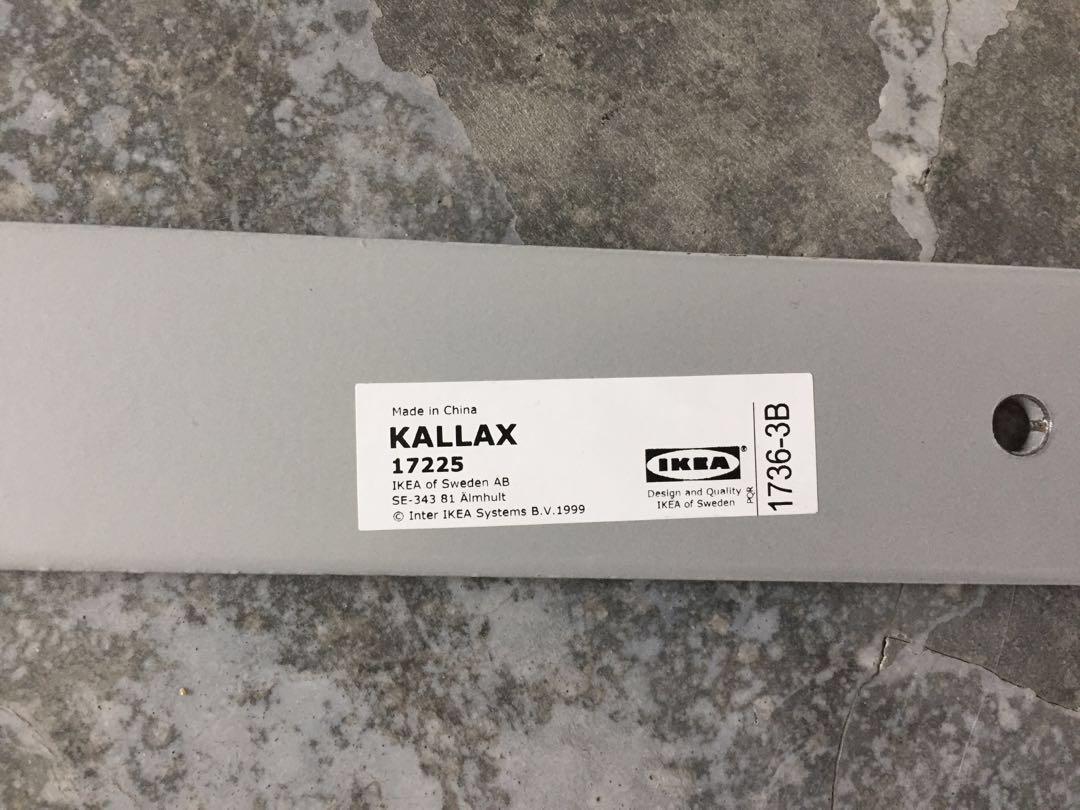 Made in China
KALLAX
17225
IKEA of Sweden AB
SE-343 81 Älmhult
© Inter IKEA Systems B.V.1999
IKEA®
Design and Quality
IKEA of Sweden
PQR
1736-3B